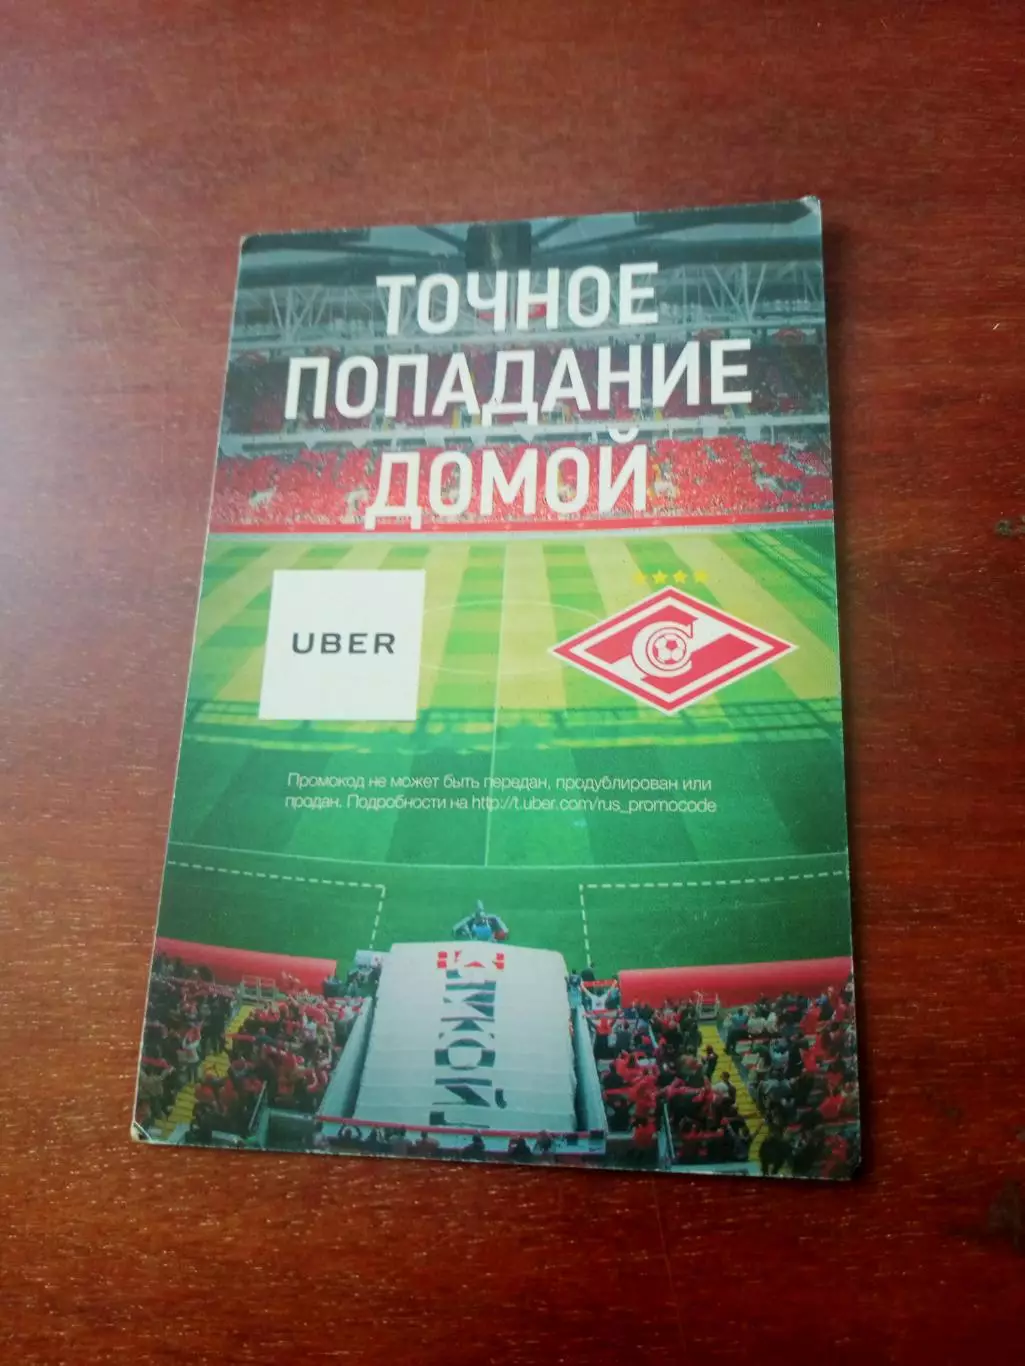 ТОЧНОЕ
ПОПАДАНИЕ
ДОМОЙ
UBER
Промокод не может быть передан, продублирован или
продан. Подробности на http://t.uber.com/rus_promocode